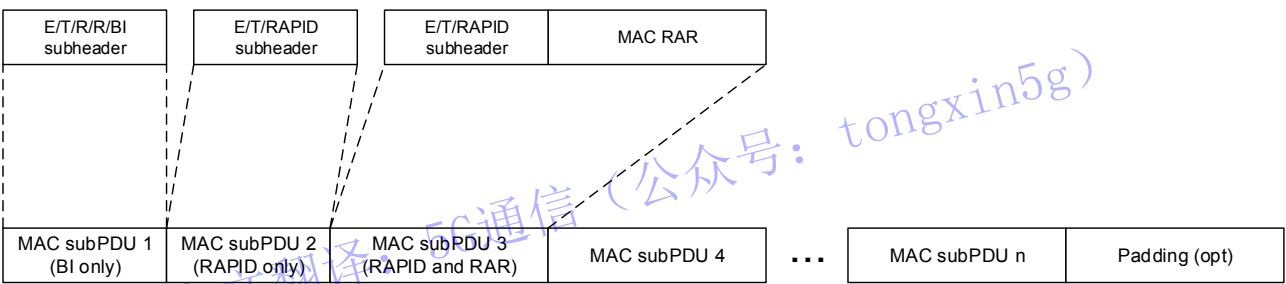 E/T/R/R/BI
subheader
E/T/RAPID
subheader
E/T/RAPID
subheader
MAC RAR
翻译：5G通信（公众号：tongxin5g）
MAC subPDU 1
(BI only)
MAC subPDU 2
(RAPID only)
MAC subPDU 3
(RAPID and RAR)
MAC subPDU 4
...
MAC subPDU n
Padding (opt)